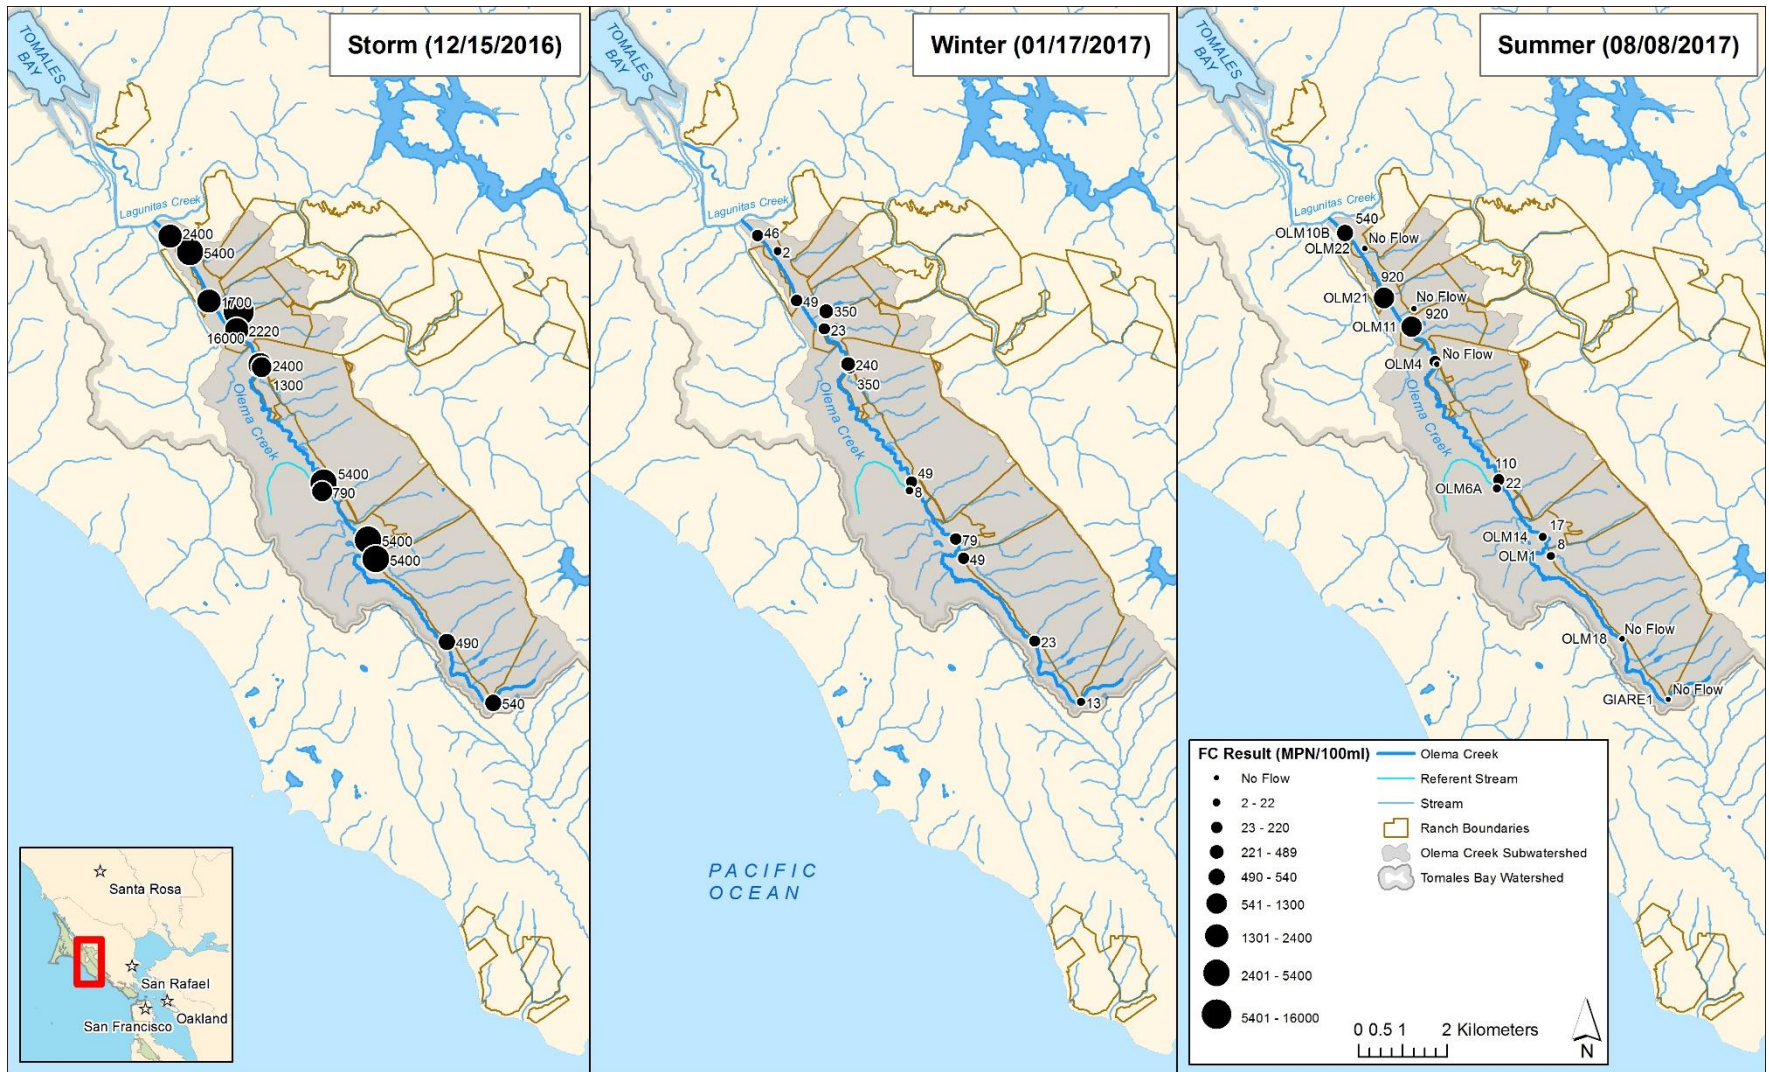 Storm (12/15/2016)
TOMALES
BAY
Lagunitas Creek
2400
5400
1700
16000
2220
2400
1300
Olema Creek
5400
790
5400
5400
490
540
Santa Rosa
San Rafael
San Francisco
Oakland
Winter (01/17/2017)
TOMALES
BAY
Lagunitas Creek
46
2
49
350
23
240
350
Olema Creek
49
8
79
49
23
13
PACIFIC
OCEAN
Summer (08/08/2017)
TOMALES
BAY
Lagunitas Creek
540
OLM10B
No Flow
OLM22
920
OLM21
No Flow
920
OLM11
No Flow
OLM4
Olema Creek
110
22
OLM6A
17
OLM14
8
OLM1
No Flow
OLM18
No Flow
GIARE1
FC Result (MPN/100ml)
No Flow
2 - 22
23 - 220
221 - 489
490 - 540
541 - 1300
1301 - 2400
2401 - 5400
5401 - 16000
Olema Creek
Referent Stream
Stream
Ranch Boundaries
Olema Creek Subwatershed
Tomales Bay Watershed
0 0.5 1 2 Kilometers
N